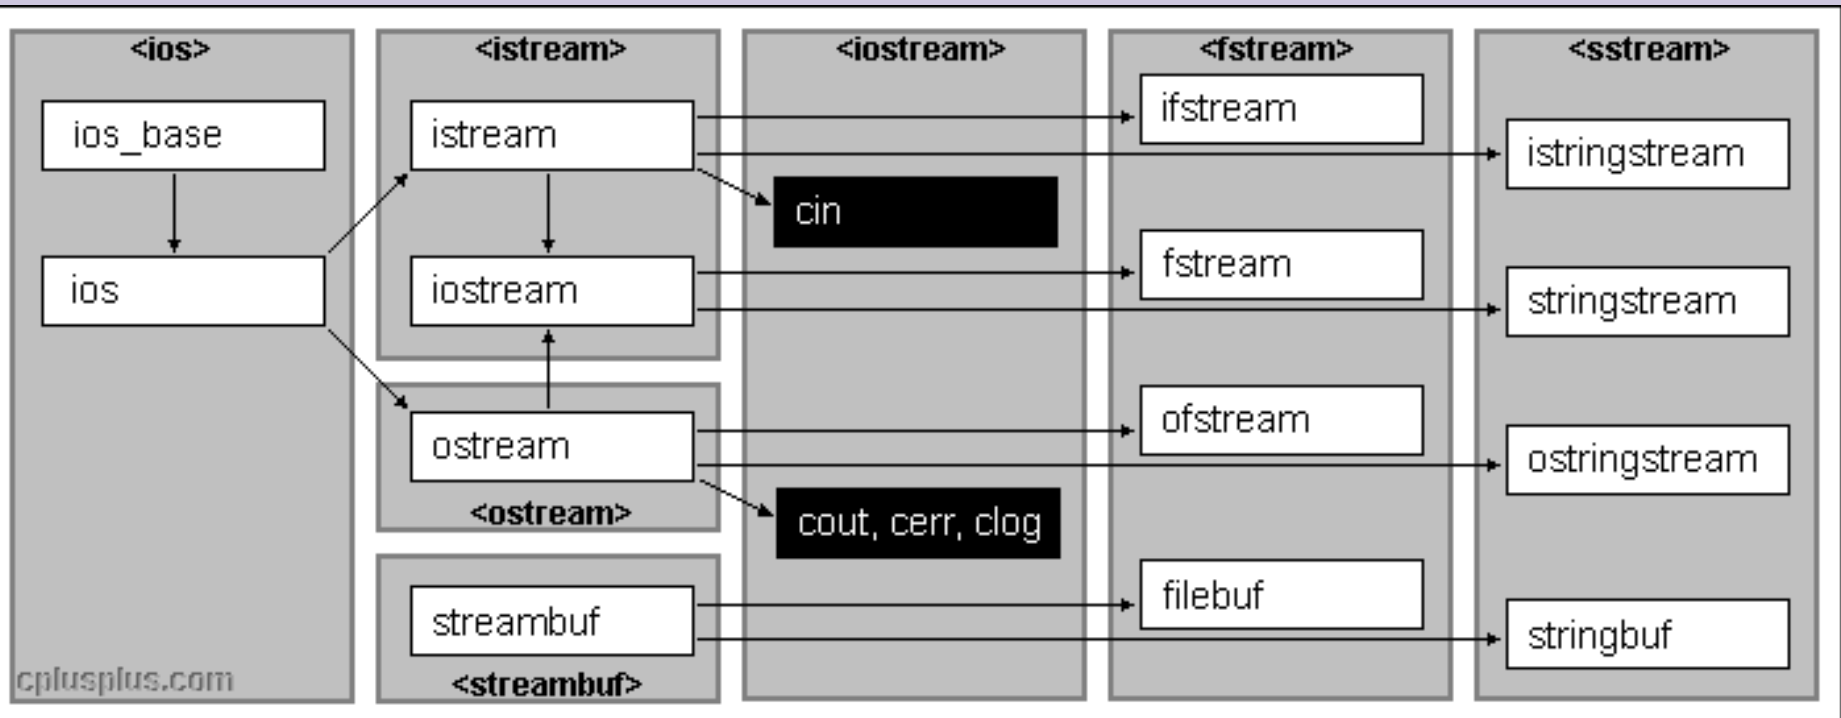 <ios>
ios_base
ios
cplusplus.com
<istream>
istream
iostream
ostream
<ostream>
streambuf
<streambuf>
<iostream>
cin
cout, cerr, clog
<fstream>
ifstream
fstream
ofstream
filebuf
<sstream>
istringstream
stringstream
ostringstream
stringbuf